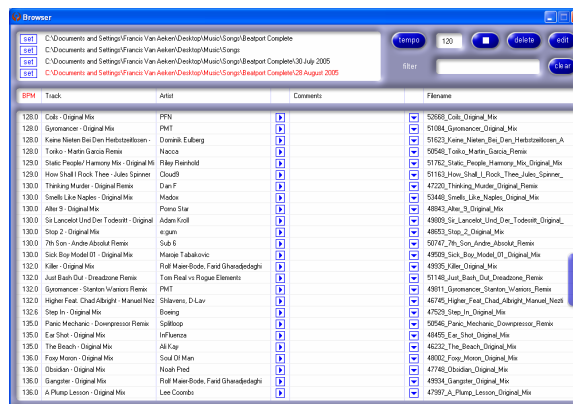 Browser
set C:\Documents and Settings\Francis Van Aeken\Desktop\Music\Songs\Beatport Complete
set C:\Documents and Settings\Francis Van Aeken\Desktop\Music\Songs
set C:\Documents and Settings\Francis Van Aeken\Desktop\Music\Songs\Beatport Complete\30 July 2005
set C:\Documents and Settings\Francis Van Aeken\Desktop\Music\Songs\Beatport Complete\28 August 2005
tempo 120 delete edit
filter clear
BPM Track Artist Comments Filename
128.0 Coils - Original Mix PFN 52668_Coils_Original_Mix
128.0 Gyromancer - Original Mix PMT 51084_Gyromancer_Original_Mix
128.0 Keine Nieten Bei Den Herbstzeitlosen - Dominik Eulberg 51623_Keine_Nieten_Bei_Den_Herbstzeitlosen_A
128.0 Toriko - Martin Garcia Remix Nacca 50548_Toriko_Martin_Garcia_Remix
129.0 Static People/ Harmony Mix - Original Mi Riley Reinhold 51762_Static_People_Harmony_Mix_Original_Mix
129.0 How Shall I Rock Thee - Jules Spinner Cloud9 51163_How_Shall_I_Rock_Thee_Jules_Spinner_
130.0 Thinking Murder - Original Remix Dan F 47220_Thinking_Murder_Original_Remix
130.0 Smells Like Naples - Original Mix Madox 53448_Smells_Like_Naples_Original_Mix
130.0 After 9 - Original Mix Porno Star 48843_After_9_Original_Mix
130.0 Sir Lancelot Und Der Todesritt - Original Adam Kroll 49809_Sir_Lancelot_Und_Der_Todesritt_Original_
130.0 Stop 2 - Original Mix e:gum 48653_Stop_2_Original_Mix
130.0 7th Son - Andre Absolut Remix Sub 6 50747_7th_Son_Andre_Absolut_Remix
130.0 Sick Boy Model 01 - Original Mix Maroje Tabakovic 49509_Sick_Boy_Model_01_Original_Mix
132.0 Killer - Original Mix Rolf Maier-Bode, Farid Gharadjedaghi 49935_Killer_Original_Mix
132.0 Just Bash Out - Dreadzone Remix Tom Real vs Rogue Elements 51148_Just_Bash_Out_Dreadzone_Remix
132.0 Gyromancer - Stanton Warriors Remix PMT 49811_Gyromancer_Stanton_Warriors_Remix
132.0 Higher Feat. Chad Albright - Manuel Nez Shlavens, D-Lav 46745_Higher_Feat_Chad_Albright_Manuel_Nezti
132.6 Step In - Original Mix Boeing 47529_Step_In_Original_Mix
135.0 Panic Mechanic - Downpressor Remix Splitloop 50546_Panic_Mechanic_Downpressor_Remix
135.0 Ear Shot - Original Mix InFluenza 48455_Ear_Shot_Original_Mix
135.0 The Beach - Original Mix Ali Kay 46232_The_Beach_Original_Mix
136.0 Foxy Moron - Original Mix Soul Of Man 48002_Foxy_Moron_Original_Mix
136.0 Obsidian - Original Mix Noah Pred 47748_Obsidian_Original_Mix
136.0 Gangster - Original Mix Rolf Maier-Bode, Farid Gharadjedaghi 49934_Gangster_Original_Mix
136.0 A Plump Lesson - Original Mix Lee Coombs 47997_A_Plump_Lesson_Original_Mix